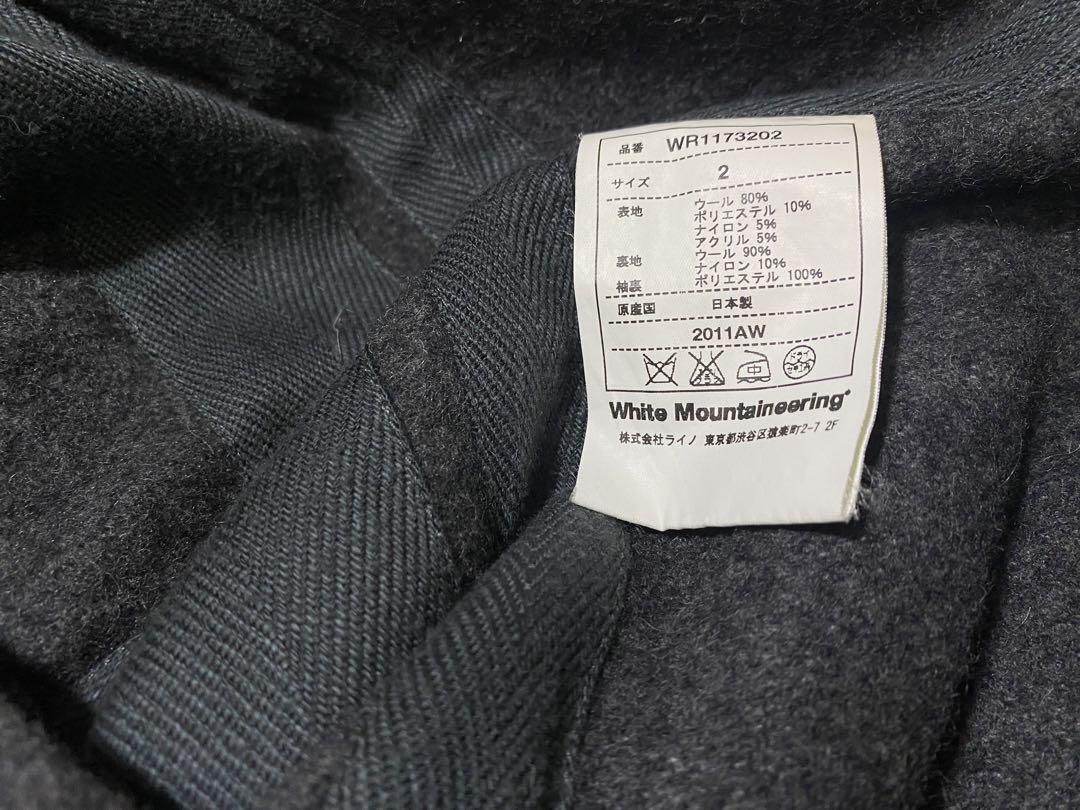 品番 WR1173202
サイズ 2
表地 ウール 80%
ポリエステル 10%
ナイロン 5%
アクリル 5%
裏地 ウール 90%
ナイロン 10%
袖裏 ポリエステル 100%
原産国 日本製
2011AW
中
ドライ
White Mountaineering
株式会社ライノ 東京都渋谷区猿楽町2-7 2F